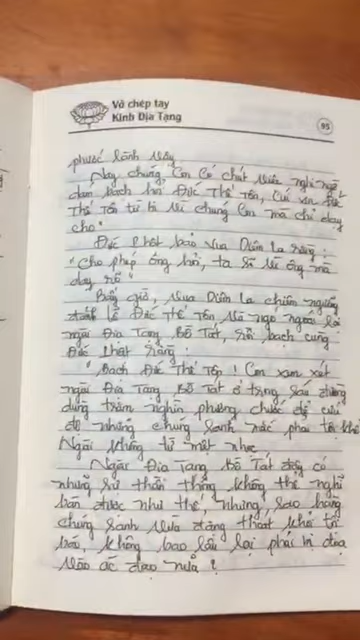 Vở chép tay
Kinh Địa Tạng
95
phước lành vậy.
Nay chúng con có chút điều nghi ngờ
dám bạch hỏi Đức Thế Tôn, cúi xin Đức
Thế Tôn từ bi vì chúng con mà chỉ dạy
cho"
Đức Phật bảo vua Diêm La rằng:
"Cho phép ông hỏi, ta sẽ vì ông mà
dạy rõ"
Bấy giờ, vua Diêm La chiêm ngưỡng
đảnh lễ Đức Thế Tôn và ngó ngoái lại
ngài Địa Tạng Bồ Tát, rồi bạch cùng
Đức Phật rằng:
"Bạch Đức Thế Tôn! Con xem xét
ngài Địa Tạng Bồ Tát ở trong sáu đường
dùng trăm nghìn phương chước để cứu
độ những chúng sanh mắc phải tội khổ
Ngài không từ mệt nhọc
Ngài Địa Tạng Bồ Tát đây có
những sự thần thông không thể nghĩ
bàn được như thế, nhưng sao hàng
chúng sanh vừa đặng thoát khỏi tội
báo, không bao lâu lại phải bị đọa
vào ác đạo nữa?